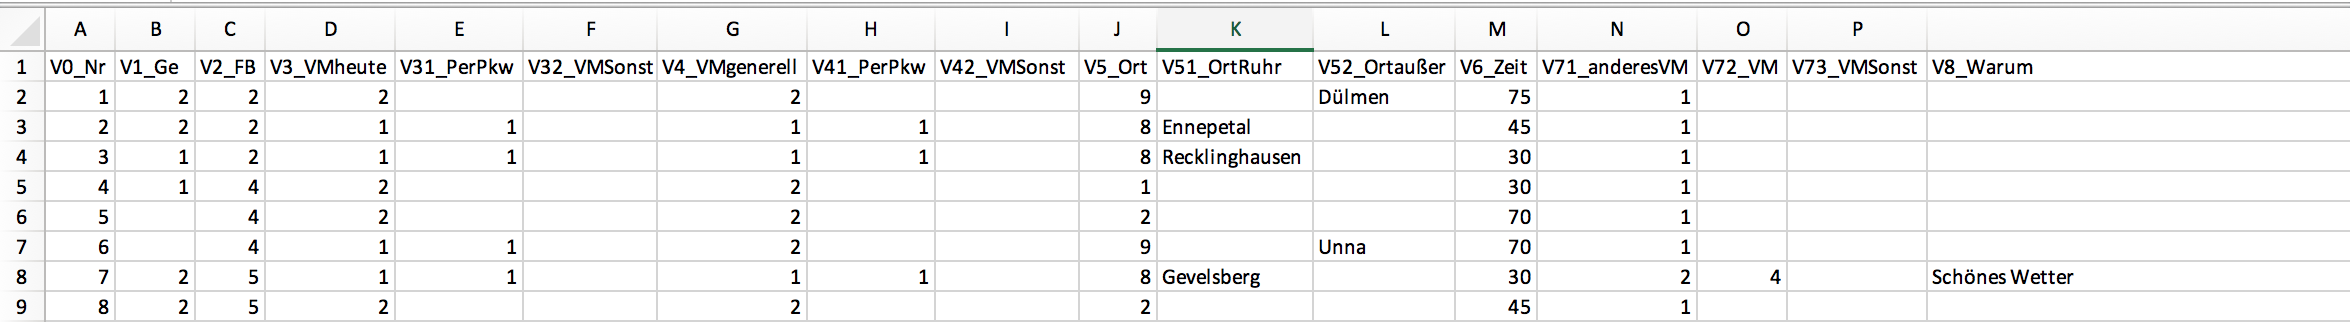 A B C D E F G H I J K L M N O P
1 V0_Nr V1_Ge V2_FB V3_VMheute V31_PerPkw V32_VMSonst V4_VMgenerell V41_PerPkw V42_VMSonst V5_Ort V51_OrtRuhr V52_Ortaußer V6_Zeit V71_anderesVM V72_VM V73_VMSonst V8_Warum
2 1 2 2 2 2 9 Dülmen 75 1
3 2 2 2 1 1 1 1 8 Ennepetal 45 1
4 3 1 2 1 1 1 1 8 Recklinghausen 30 1
5 4 1 4 2 2 1 30 1
6 5 4 2 2 2 70 1
7 6 4 1 1 2 9 Unna 70 1
8 7 2 5 1 1 1 1 8 Gevelsberg 30 2 4 Schönes Wetter
9 8 2 5 2 2 2 45 1